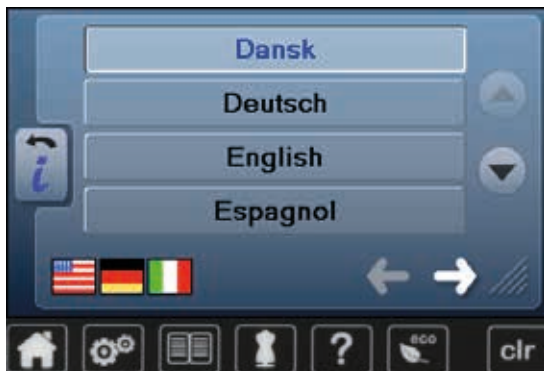 Dansk
Deutsch
English
Espagnol
i
? eco clr